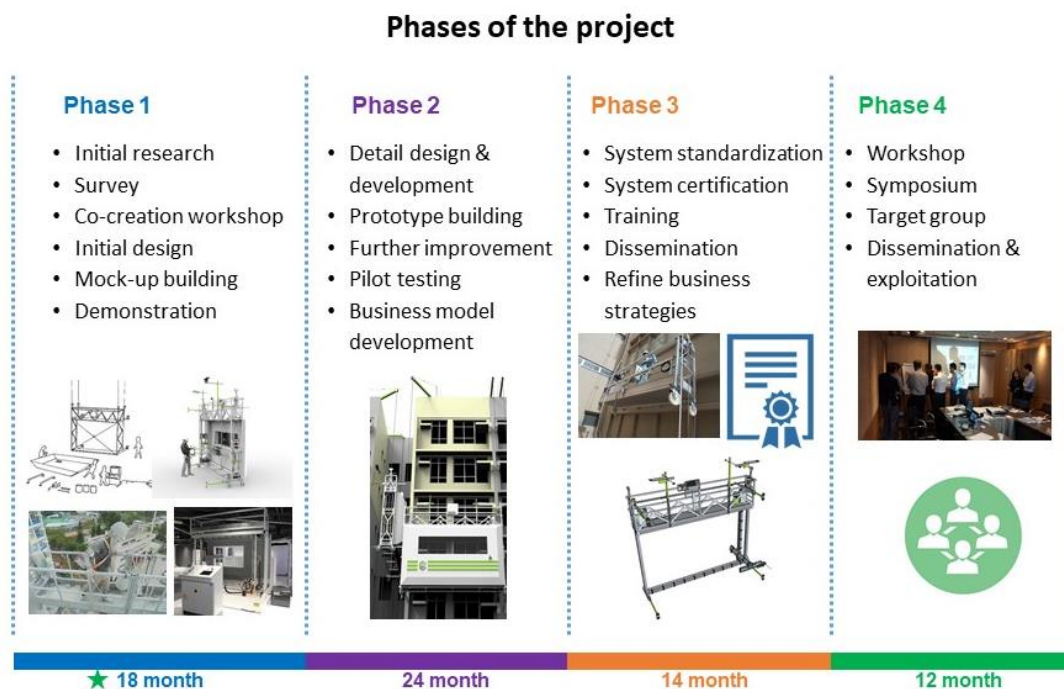 Phases of the project
Phase 1
• Initial research
• Survey
• Co-creation workshop
• Initial design
• Mock-up building
• Demonstration
Phase 2
• Detail design &
development
• Prototype building
• Further improvement
• Pilot testing
• Business model
development
Phase 3
• System standardization
• System certification
• Training
• Dissemination
• Refine business
strategies
Phase 4
• Workshop
• Symposium
• Target group
• Dissemination &
exploitation
★ 18 month
24 month
14 month
12 month